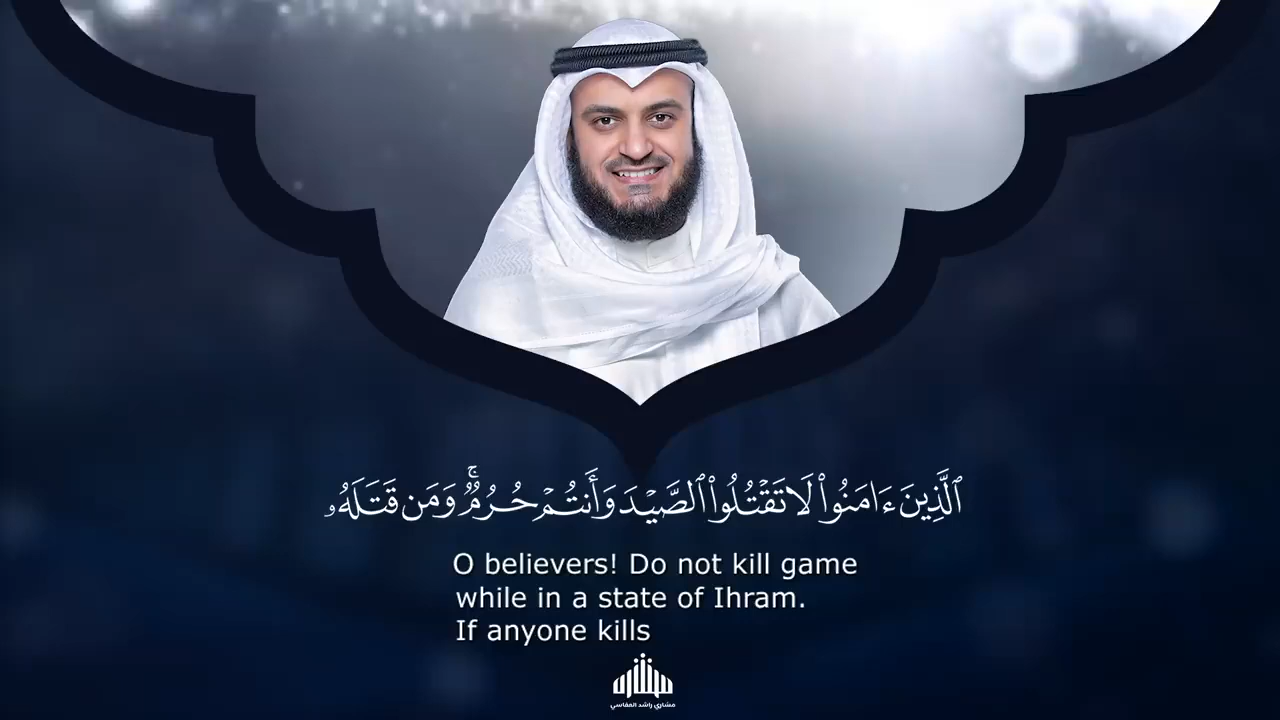 ٱلَّذِينَ ءَامَنُوا۟ لَا تَقْتُلُوا۟ ٱلصَّيْدَ وَأَنتُمْ حُرُمٌ ۚ وَمَن قَتَلَهُۥ
O believers! Do not kill game
while in a state of Ihram.
If anyone kills
مشاري راشد العفاسي